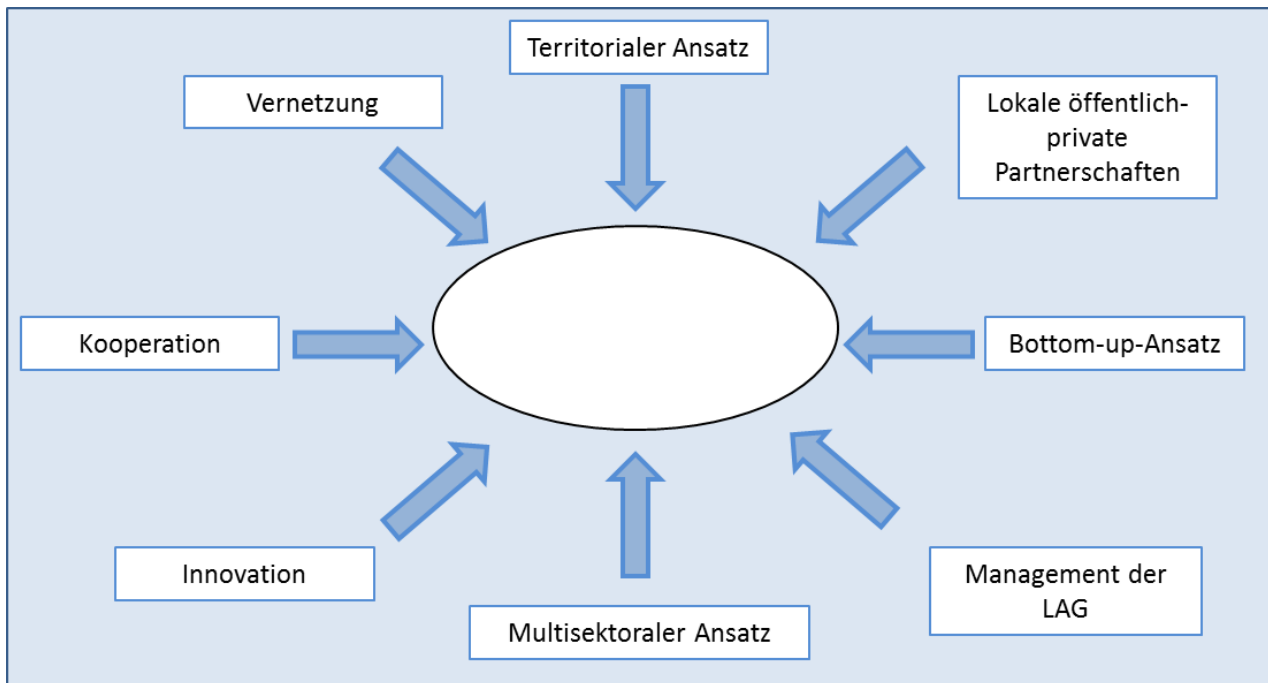 Territorialer Ansatz
Vernetzung
Lokale öffentlich-
private
Partnerschaften
Kooperation
Bottom-up-Ansatz
Innovation
Management der
LAG
Multisektoraler Ansatz